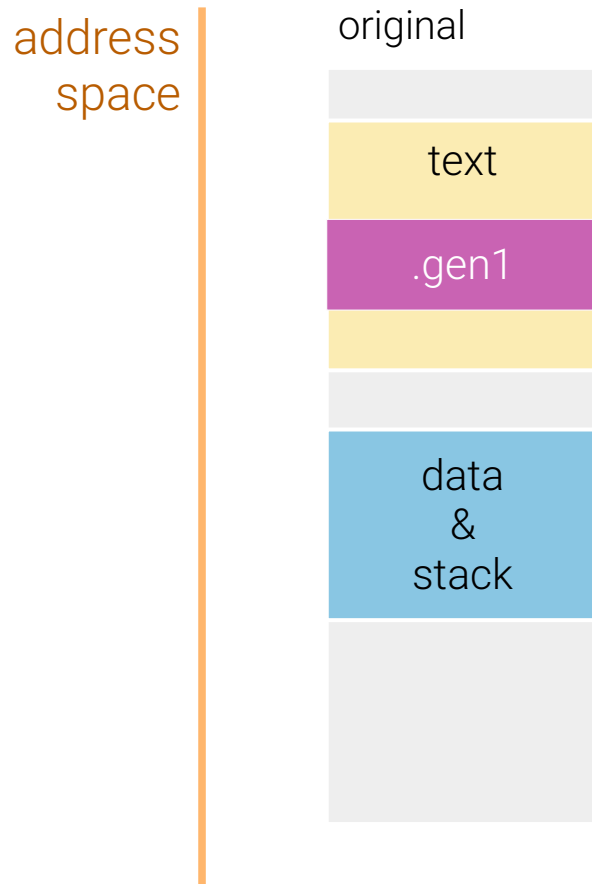 address
space
original
text
.gen1
data
&
stack